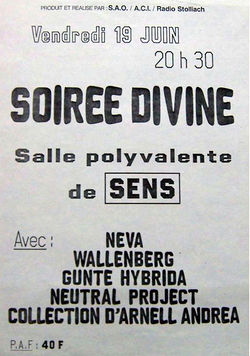 PRODUIT ET REALISE PAR : S.A.O. / A.C.I. / Radio Stolliach
Vendredi 19 JUIN
20 h 30
SOIREE DIVINE
Salle polyvalente
de SENS
Avec :
NEVA
WALLENBERG
GUNTE HYBRIDA
NEUTRAL PROJECT
COLLECTION D'ARNELL ANDREA
P.A.F : 40 F